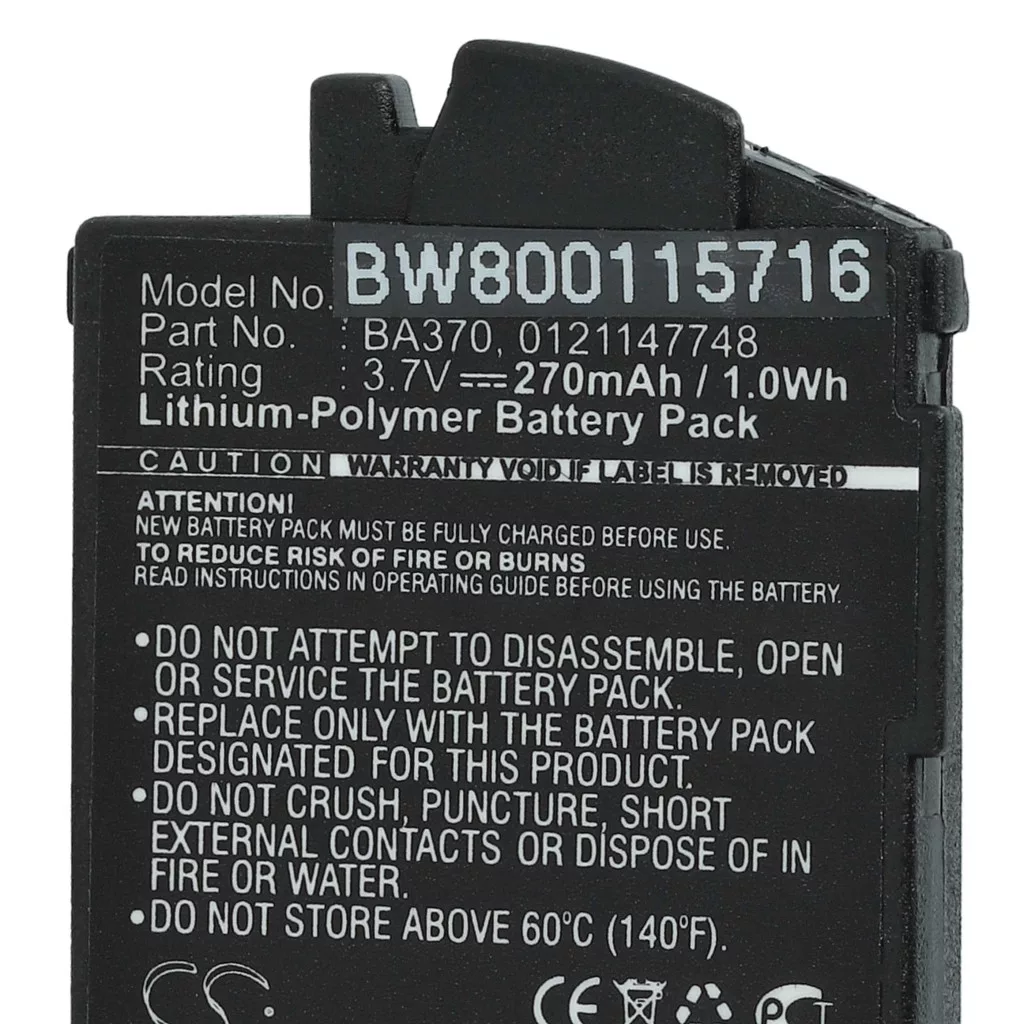 BW800115716
Model No.
Part No. : BA370, 0121147748
Rating : 3.7V 270mAh / 1.0Wh
Lithium-Polymer Battery Pack
CAUTION WARRANTY VOID IF LABEL IS REMOVED
ATTENTION!
NEW BATTERY PACK MUST BE FULLY CHARGED BEFORE USE.
TO REDUCE RISK OF FIRE OR BURNS
READ INSTRUCTIONS IN OPERATING GUIDE BEFORE USING THE BATTERY.
•DO NOT ATTEMPT TO DISASSEMBLE, OPEN
OR SERVICE THE BATTERY PACK.
•REPLACE ONLY WITH THE BATTERY PACK
DESIGNATED FOR THIS PRODUCT.
•DO NOT CRUSH, PUNCTURE, SHORT
EXTERNAL CONTACTS OR DISPOSE OF IN
FIRE OR WATER.
•DO NOT STORE ABOVE 60°C (140°F).
CS CE PCT